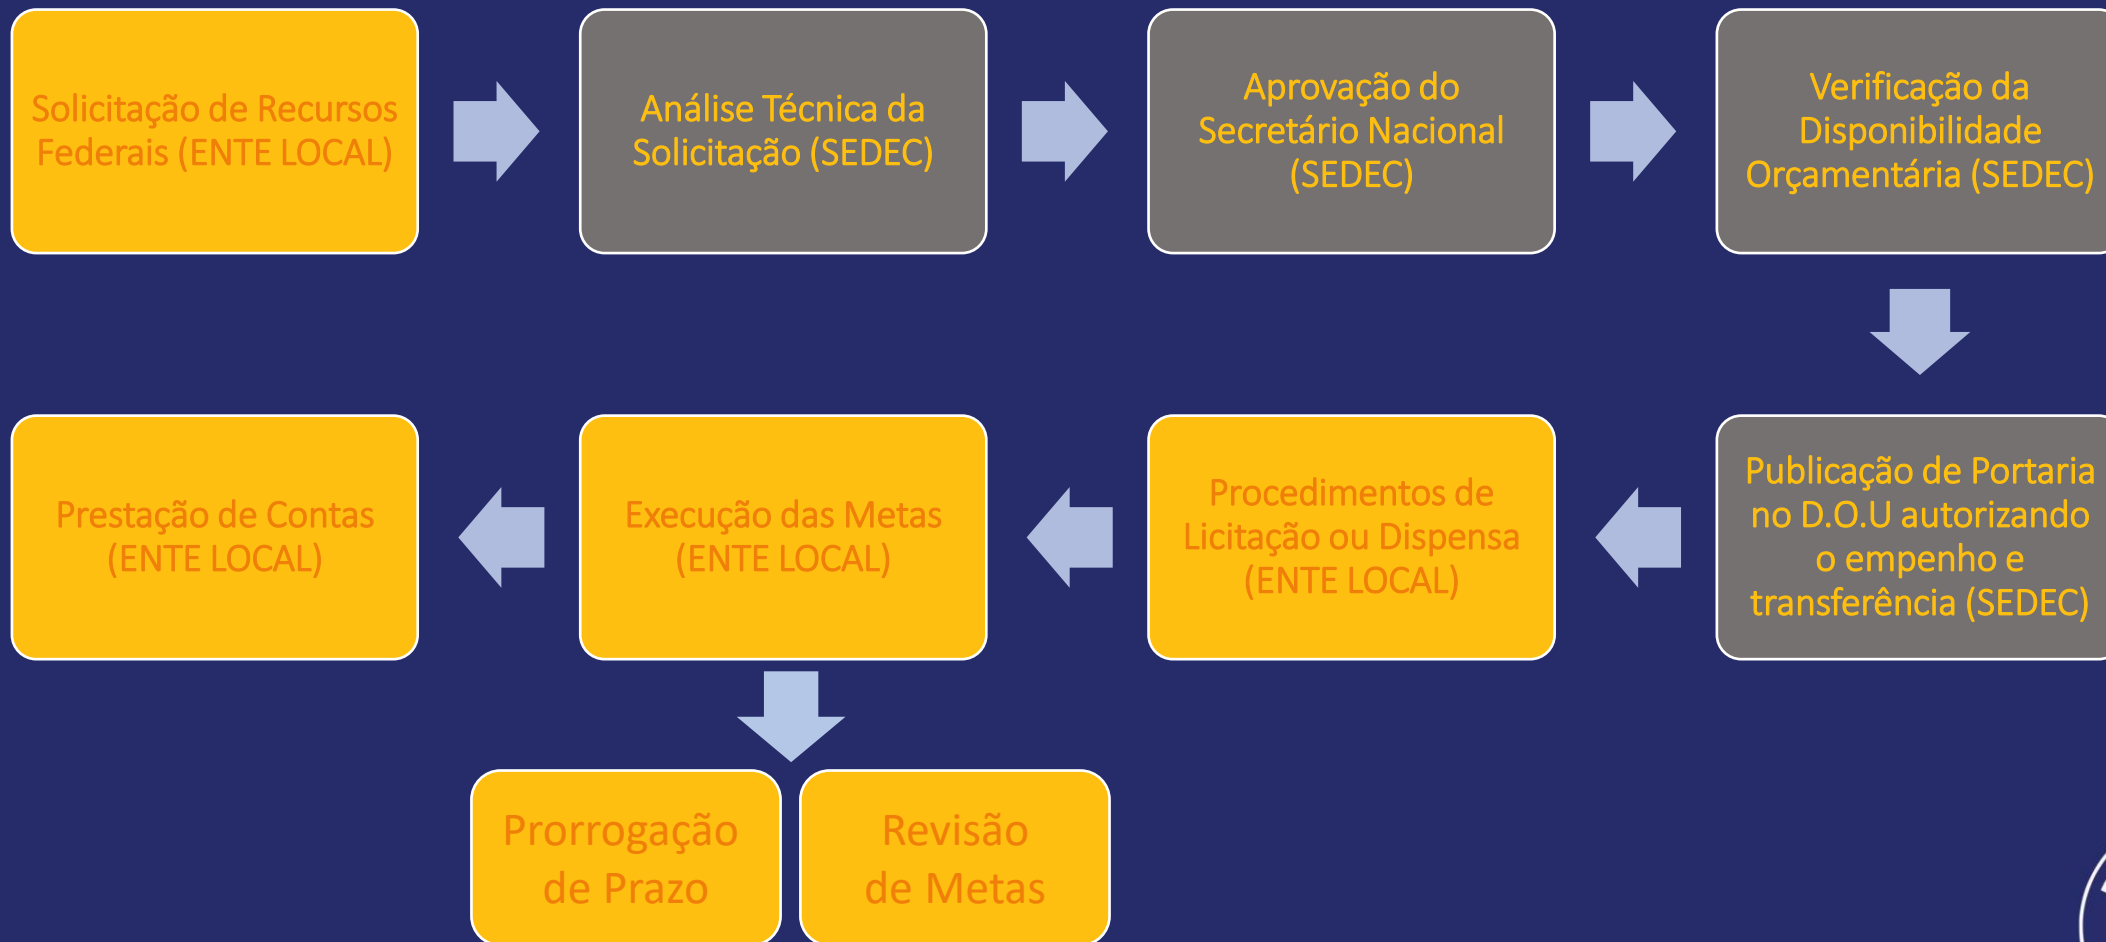 Solicitação de Recursos
Federais (ENTE LOCAL)
Análise Técnica da
Solicitação (SEDEC)
Aprovação do
Secretário Nacional
(SEDEC)
Verificação da
Disponibilidade
Orçamentária (SEDEC)
Publicação de Portaria
no D.O.U autorizando
o empenho e
transferência (SEDEC)
Procedimentos de
Licitação ou Dispensa
(ENTE LOCAL)
Execução das Metas
(ENTE LOCAL)
Prestação de Contas
(ENTE LOCAL)
Prorrogação
de Prazo
Revisão
de Metas